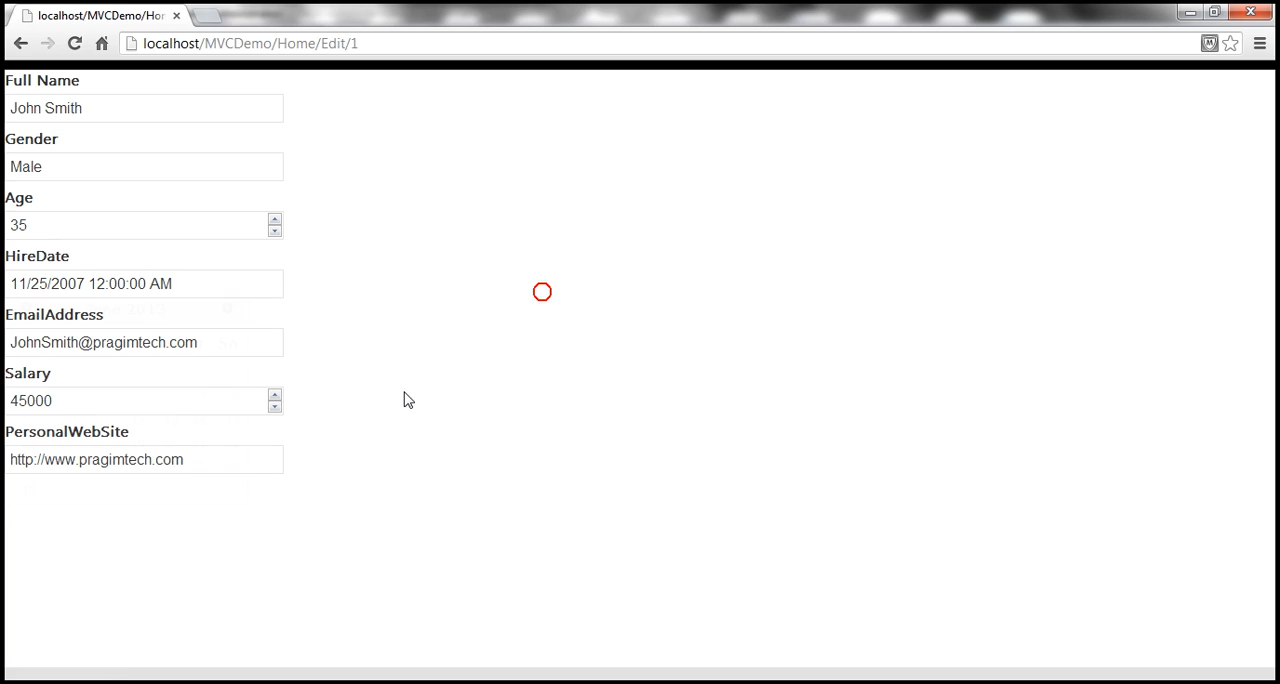 localhost/MVCDemo/Hor
localhost/MVCDemo/Home/Edit/1
Full Name
John Smith
Gender
Male
Age
35
HireDate
11/25/2007 12:00:00 AM
EmailAddress
JohnSmith@pragimtech.com
Salary
45000
PersonalWebSite
http://www.pragimtech.com